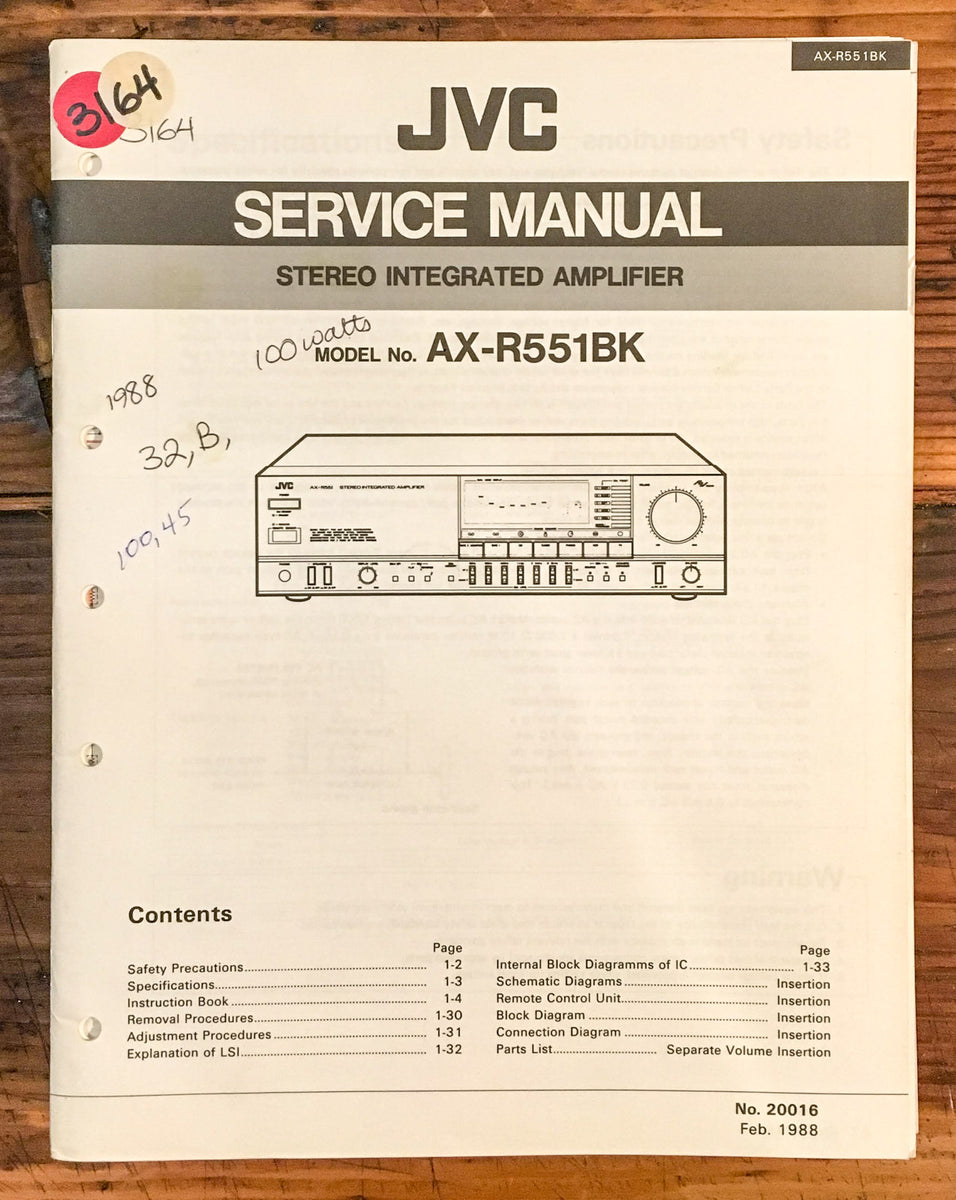 AX-R551BK
3164
3164
JVC
SERVICE MANUAL
STEREO INTEGRATED AMPLIFIER
100 watts
MODEL No. AX-R551BK
1988
32, B,
100, 45
JVC AX-R551 STEREO INTEGRATED AMPLIFIER
Contents
Page
Safety Precautions 1-2
Specifications 1-3
Instruction Book 1-4
Removal Procedures 1-30
Adjustment Procedures 1-31
Explanation of LSI 1-32
Page
Internal Block Diagramms of IC 1-33
Schematic Diagrams Insertion
Remote Control Unit Insertion
Block Diagram Insertion
Connection Diagram Insertion
Parts List Separate Volume Insertion
No. 20016
Feb. 1988